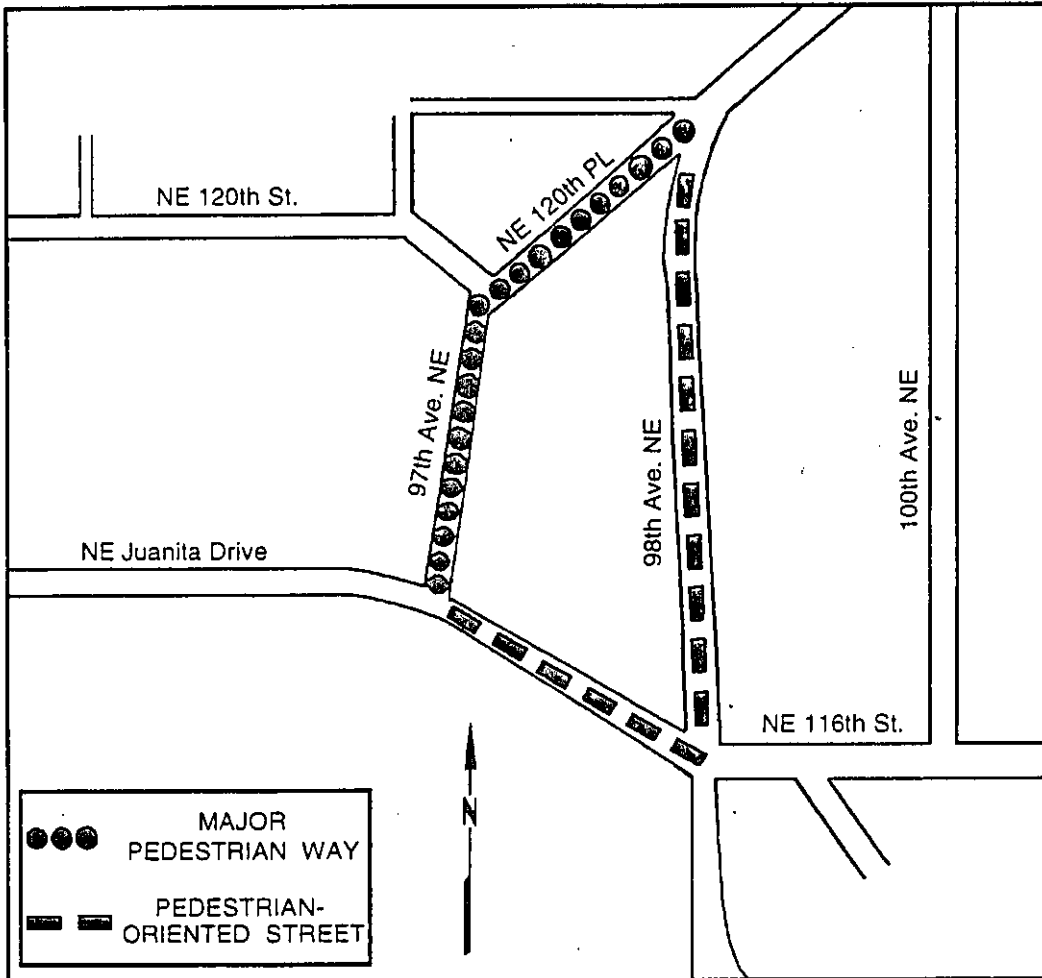 NE 120th St.
NE 120th PL
97th Ave. NE
98th Ave. NE
100th Ave. NE
NE Juanita Drive
NE 116th St.
N
MAJOR
PEDESTRIAN WAY
PEDESTRIAN-
ORIENTED STREET